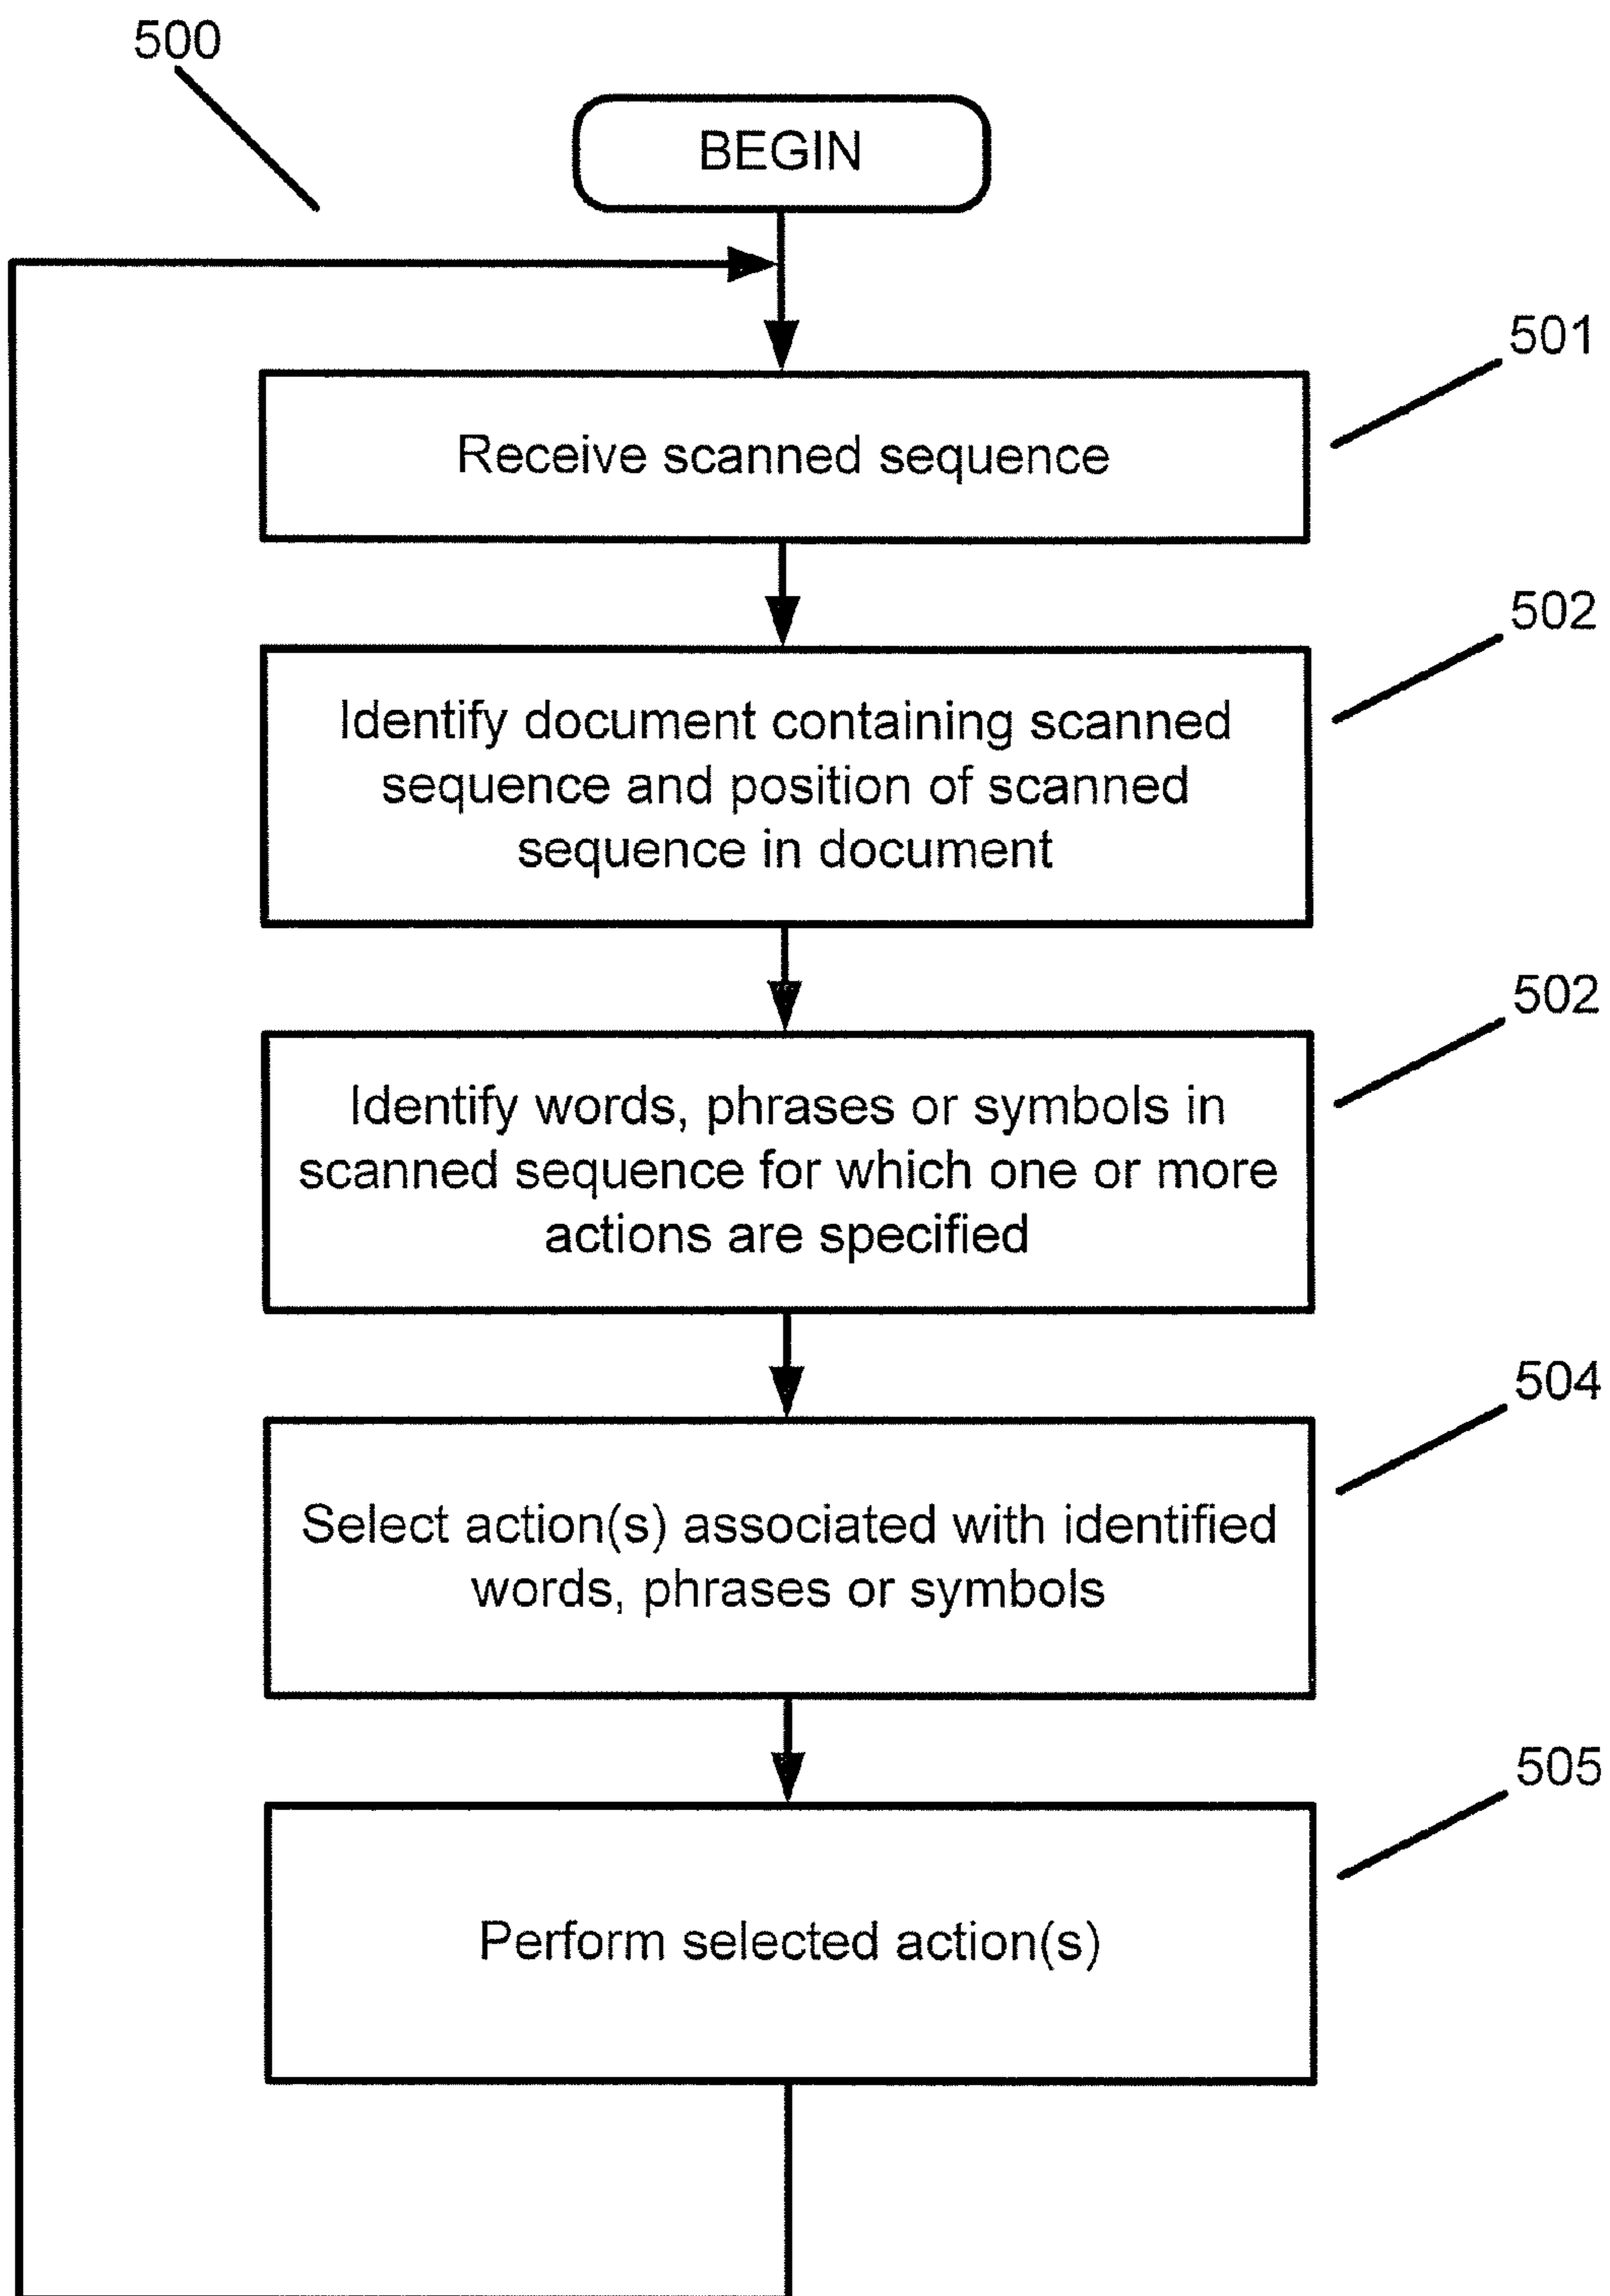 500
BEGIN
501
Receive scanned sequence
502
Identify document containing scanned
sequence and position of scanned
sequence in document
502
Identify words, phrases or symbols in
scanned sequence for which one or more
actions are specified
504
Select action(s) associated with identified
words, phrases or symbols
505
Perform selected action(s)